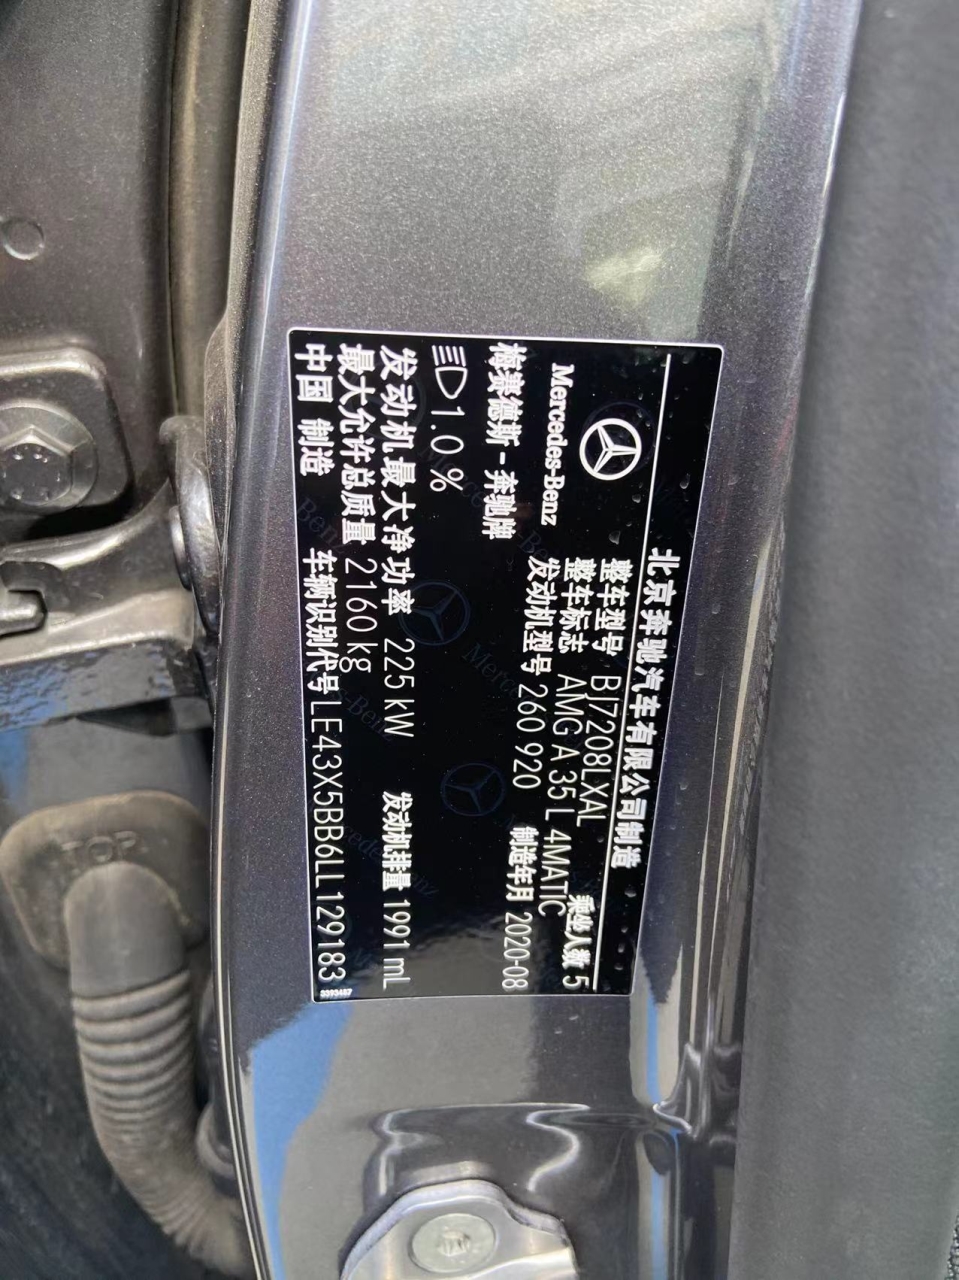 北京奔驰汽车有限公司制造
Mercedes-Benz
梅赛德斯-奔驰牌
整车型号 BJ7208LXAL
整车标志 AMG A 35 L 4MATIC
乘坐人数 5
发动机型号 260 920
制造年月 2020-08
1.0%
发动机最大净功率 225 kW
发动机排量 1991 mL
最大允许总质量 2160 kg
中国 制造
车辆识别代号 LE43X5BB6LL129183
3393487
TOP